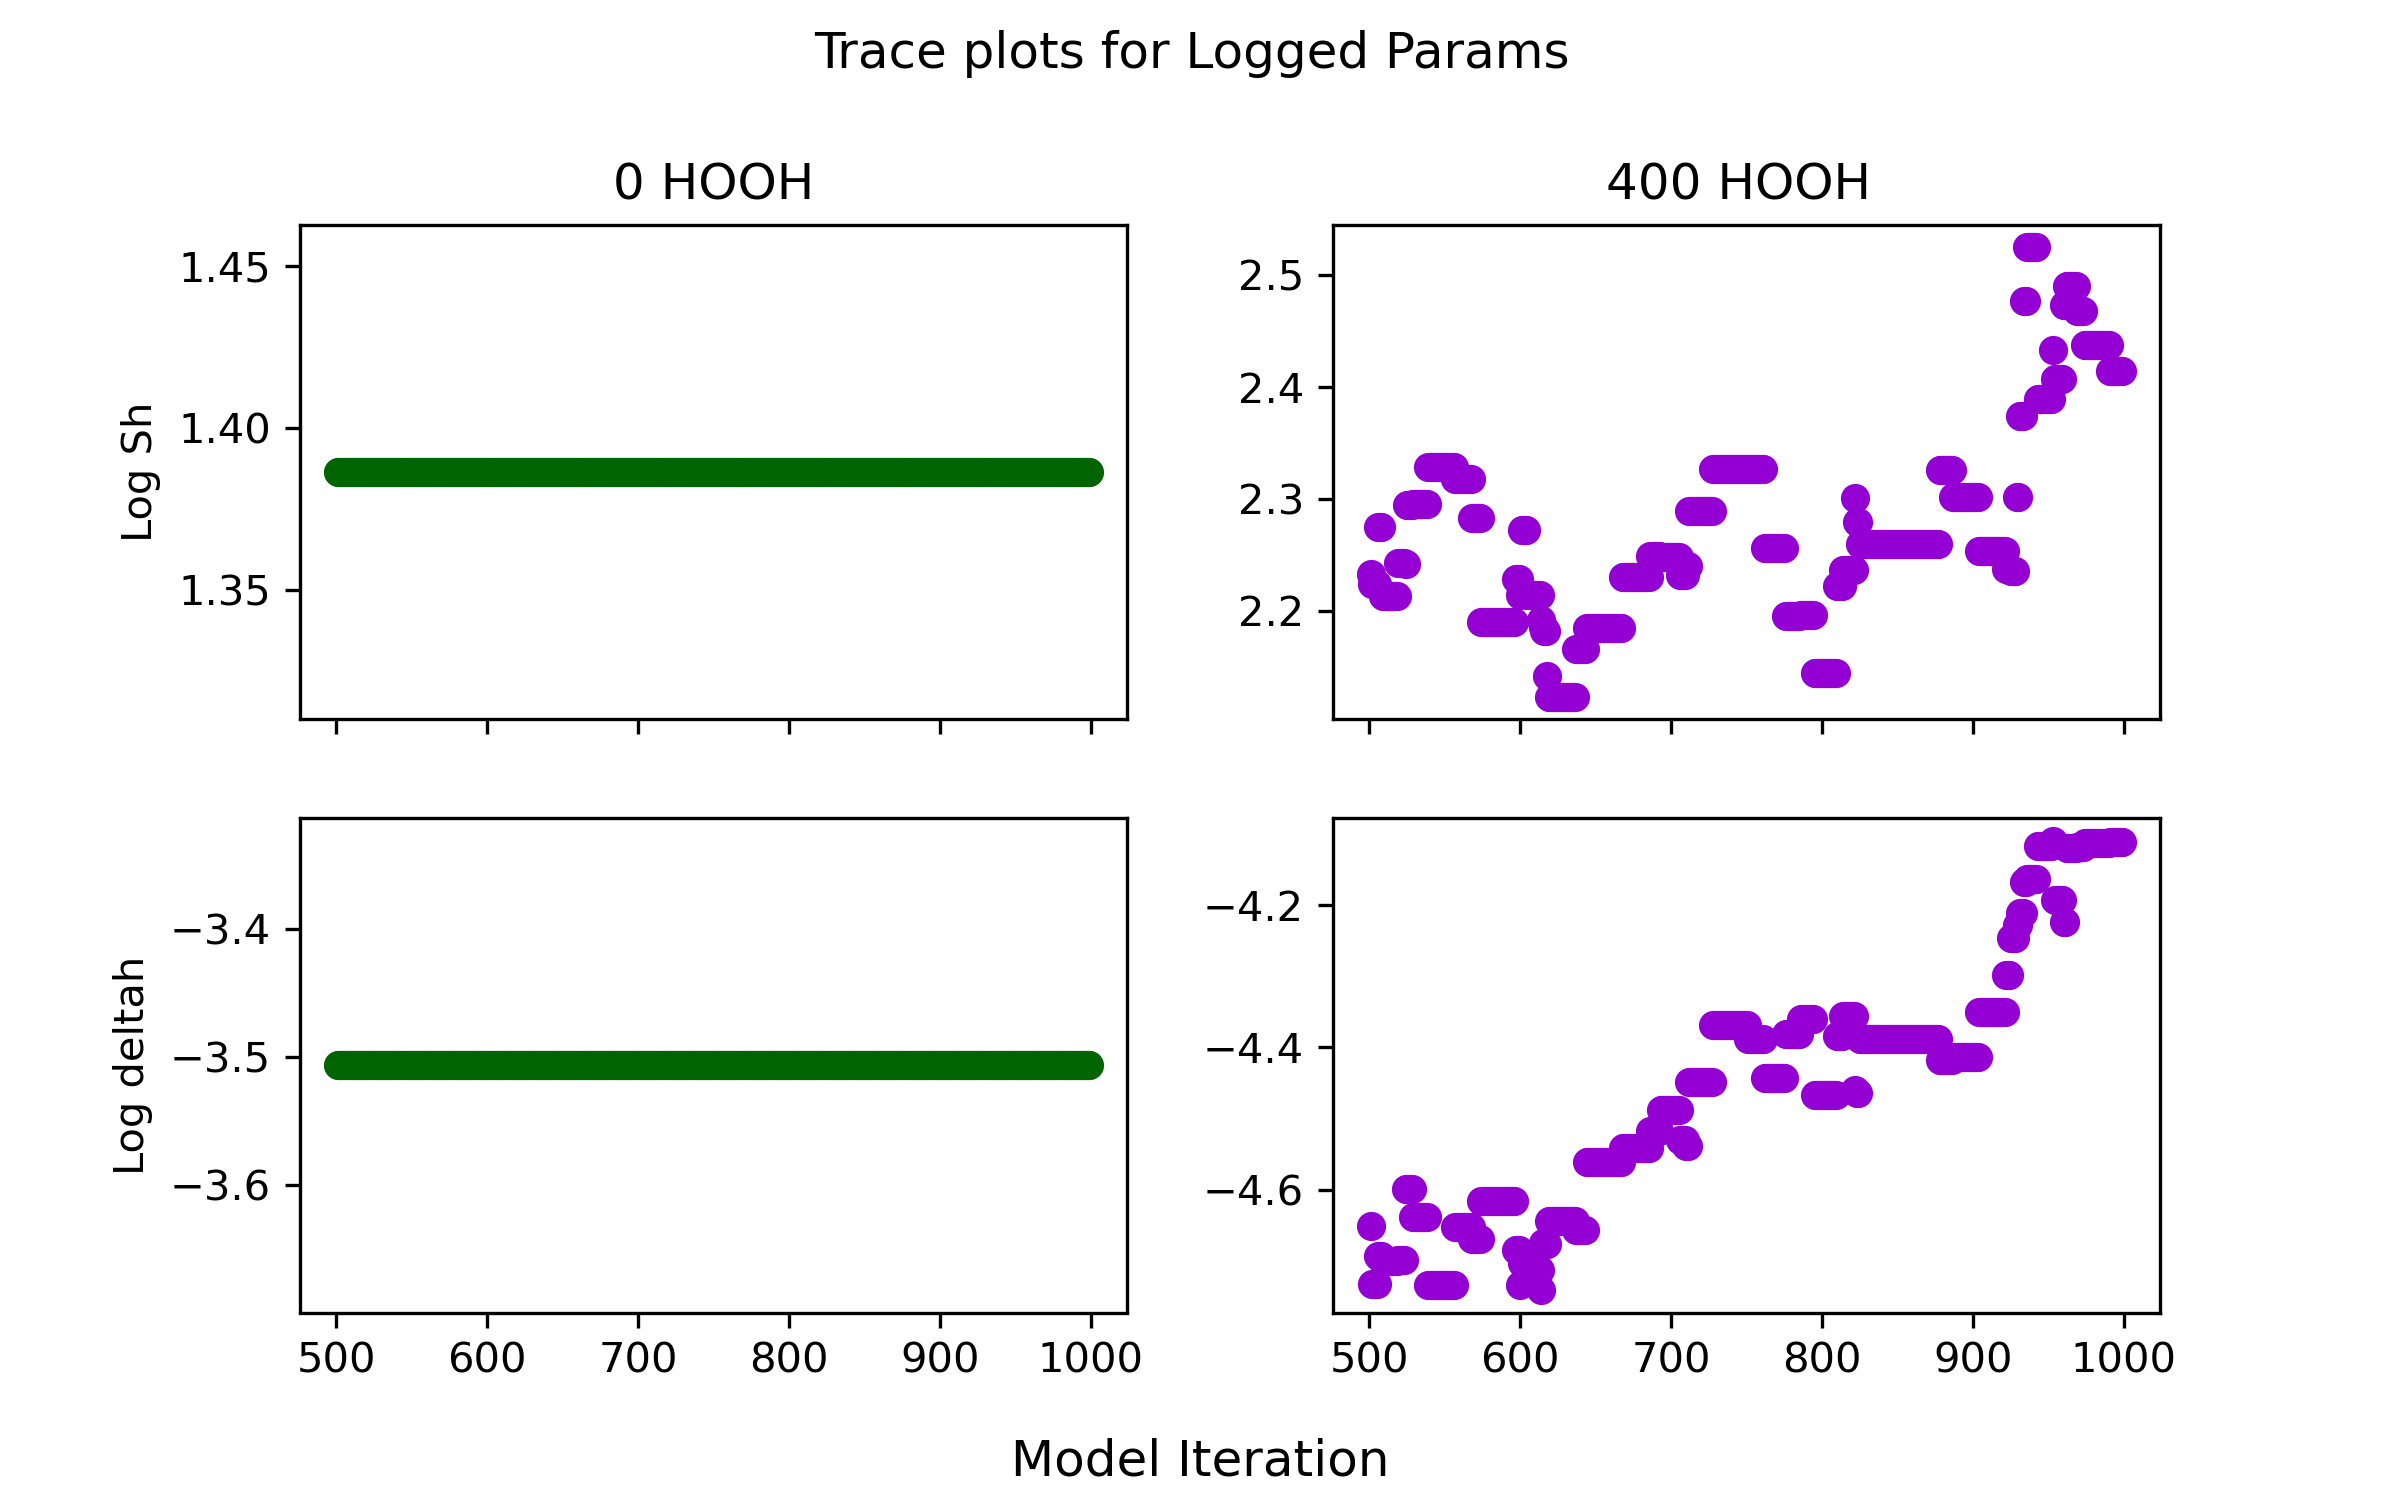 Trace plots for Logged Params
0 HOOH
400 HOOH
Log Sh
1.45
1.40
1.35
2.5
2.4
2.3
2.2
Log deltah
−3.4
−3.5
−3.6
−4.2
−4.4
−4.6
500 600 700 800 900 1000
500 600 700 800 900 1000
Model Iteration